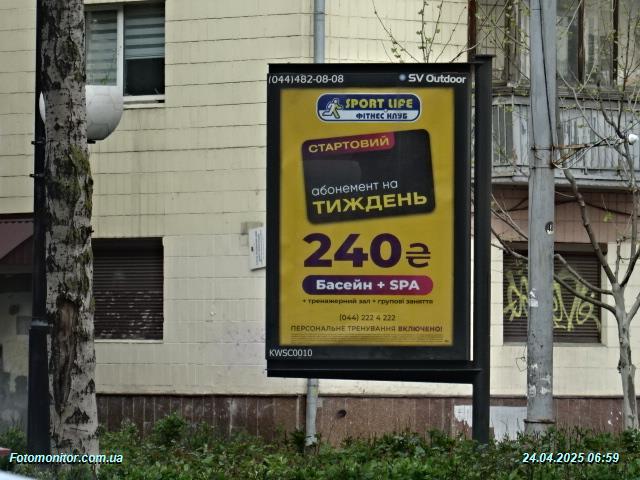 (044)482-08-08
SV Outdoor
SPORT LIFE
ФІТНЕС КЛУБ
СТАРТОВИЙ
абонемент на
ТИЖДЕНЬ
240₴
Басейн + SPA
+ тренажерний зал + групові заняття
(044) 222 4 222
ПЕРСОНАЛЬНЕ ТРЕНУВАННЯ ВКЛЮЧЕНО!
KWSC0010
Fotomonitor.com.ua
24.04.2025 06:59